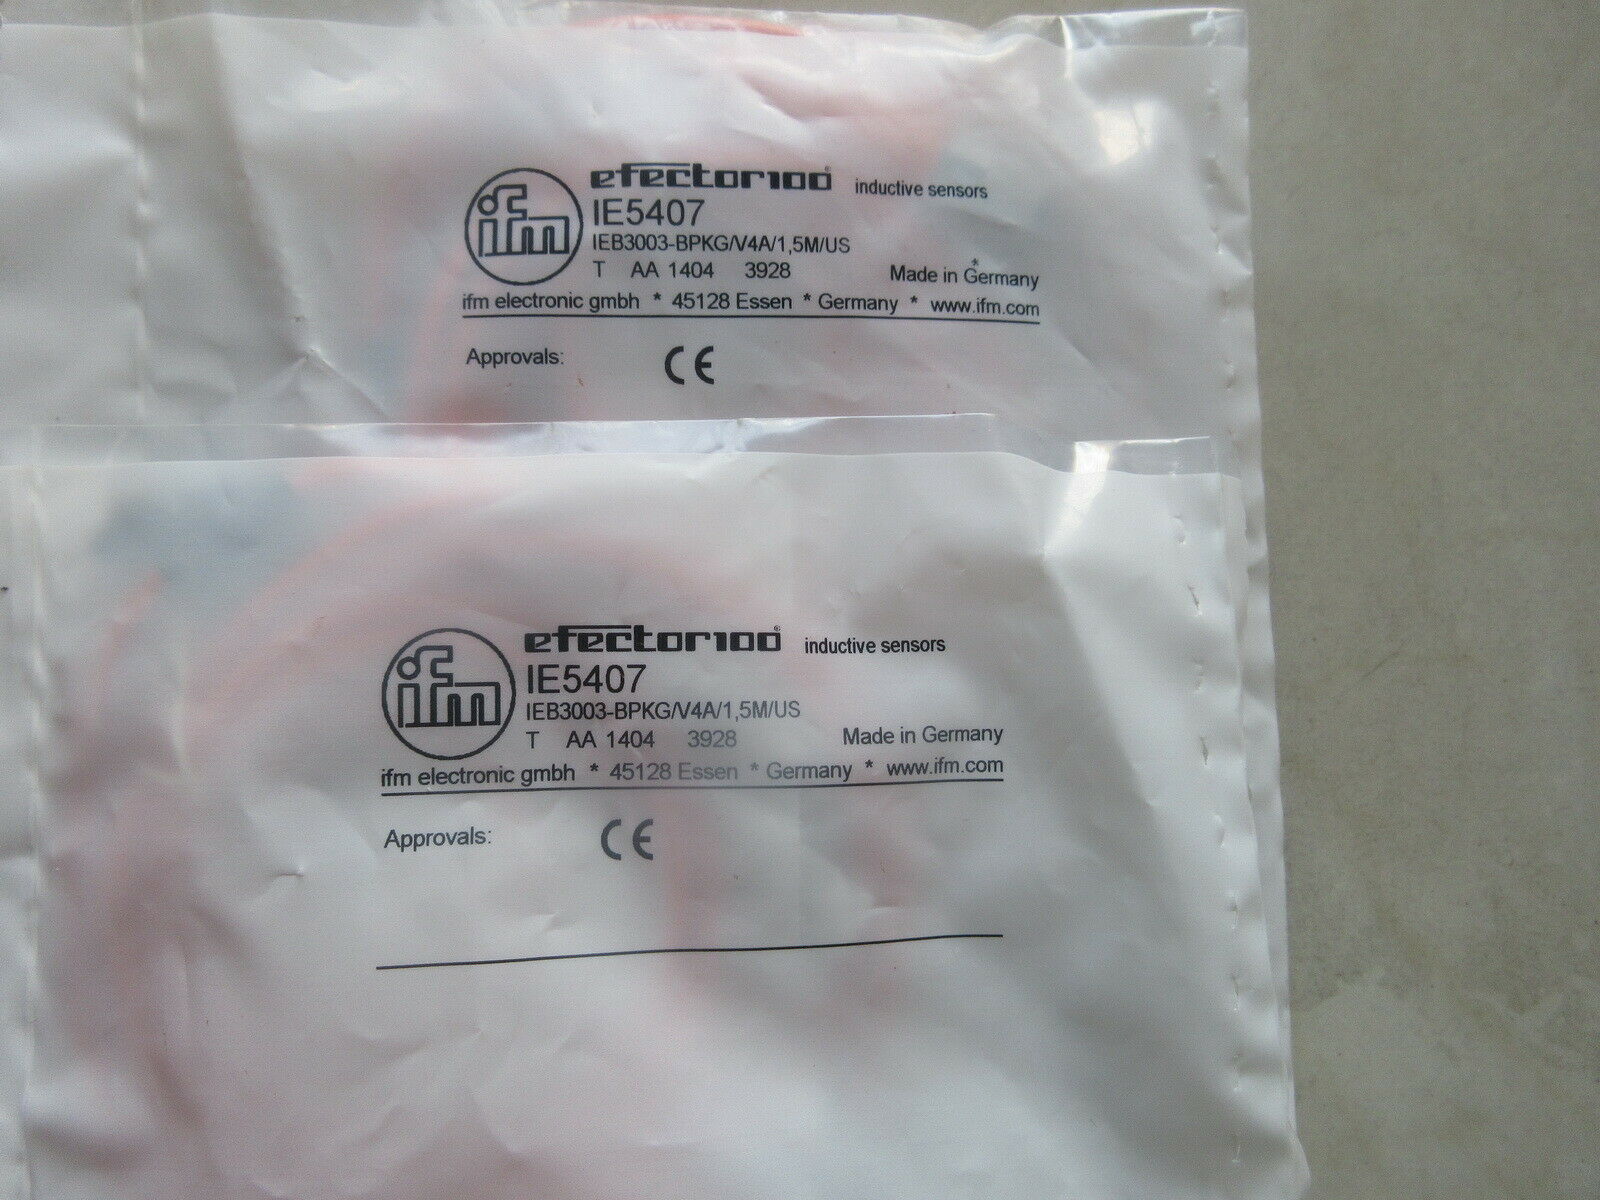 ifm
efector100® inductive sensors
IE5407
IEB3003-BPKG/V4A/1,5M/US
T AA 1404 3928 Made in Germany
*
ifm electronic gmbh * 45128 Essen * Germany * www.ifm.com
Approvals: CE
ifm
efector100® inductive sensors
IE5407
IEB3003-BPKG/V4A/1,5M/US
T AA 1404 3928 Made in Germany
ifm electronic gmbh * 45128 Essen * Germany * www.ifm.com
Approvals: CE